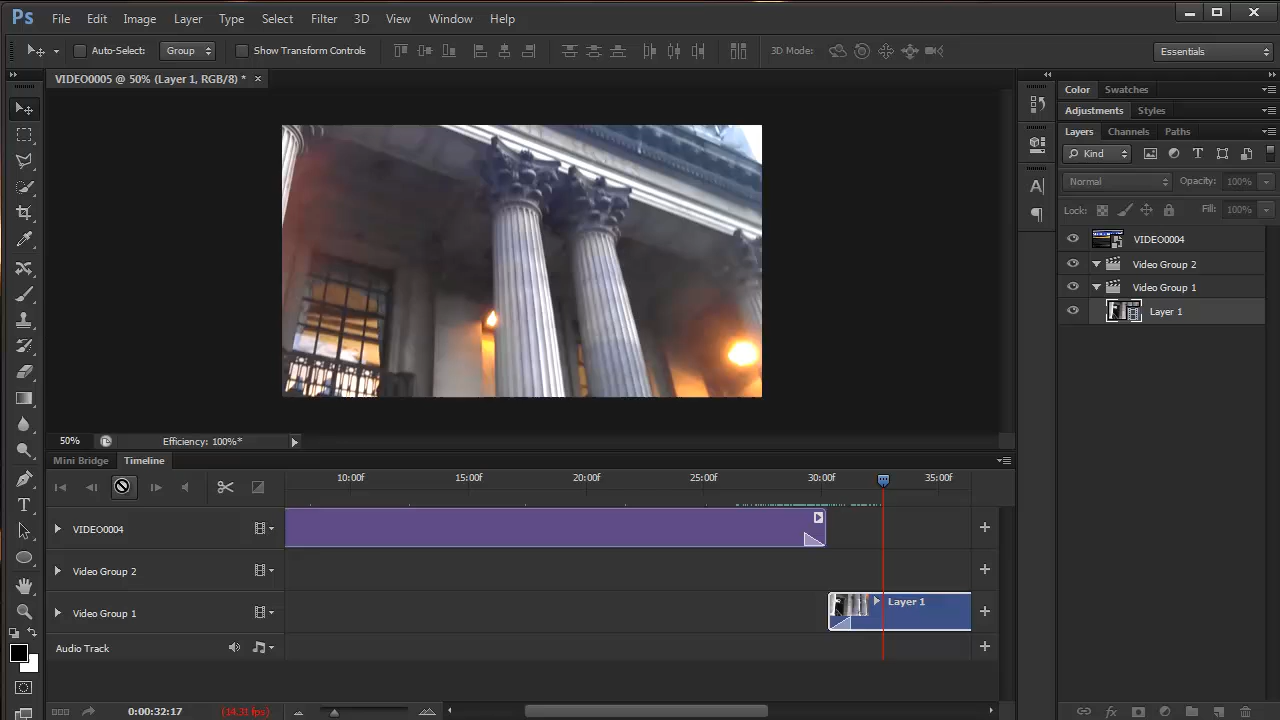 Ps File Edit Image Layer Type Select Filter 3D View Window Help
Auto-Select: Group Show Transform Controls 3D Mode: Essentials
VIDEO0005 @ 50% (Layer 1, RGB/8) * ×
Color Swatches
Adjustments Styles
Layers Channels Paths
Kind
Normal Opacity: 100%
Lock: Fill: 100%
VIDEO0004
Video Group 2
Video Group 1
Layer 1
50% Efficiency: 100%*
Mini Bridge Timeline
10:00f 15:00f 20:00f 25:00f 30:00f 35:00f
VIDEO0004
Video Group 2
Video Group 1 Layer 1
Audio Track
0:00:32:17 (14.31 fps)